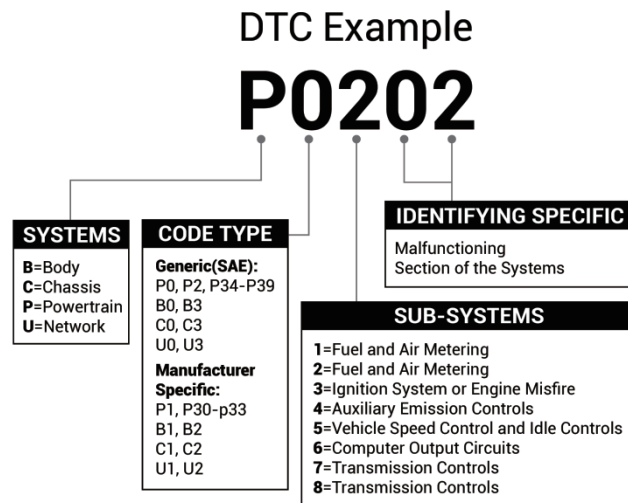 DTC Example
P0202
SYSTEMS
B=Body
C=Chassis
P=Powertrain
U=Network
CODE TYPE
Generic(SAE):
P0, P2, P34-P39
B0, B3
C0, C3
U0, U3
Manufacturer
Specific:
P1, P30-p33
B1, B2
C1, C2
U1, U2
IDENTIFYING SPECIFIC
Malfunctioning
Section of the Systems
SUB-SYSTEMS
1=Fuel and Air Metering
2=Fuel and Air Metering
3=Ignition System or Engine Misfire
4=Auxiliary Emission Controls
5=Vehicle Speed Control and Idle Controls
6=Computer Output Circuits
7=Transmission Controls
8=Transmission Controls